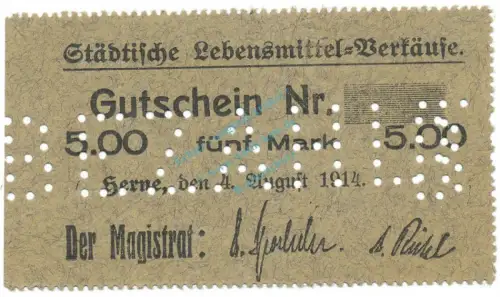 Städtische Lebensmittel-Verkäufe.
Gutschein Nr.
5.00 fünf Mark 5.00
Herne, den 4. August 1914.
Der Magistrat: